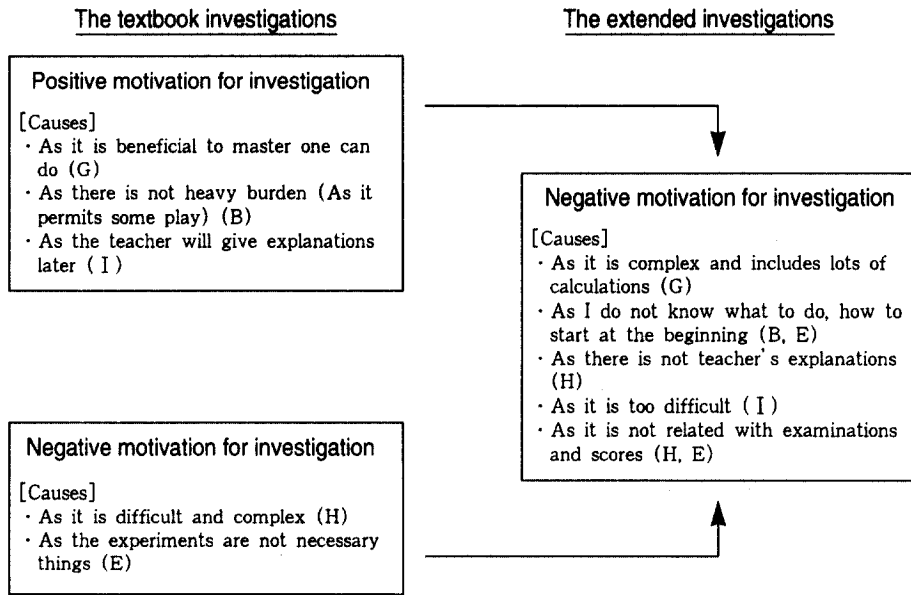 The textbook investigations
Positive motivation for investigation
[Causes]
· As it is beneficial to master one can
do (G)
· As there is not heavy burden (As it
permits some play) (B)
· As the teacher will give explanations
later (I)
Negative motivation for investigation
[Causes]
· As it is difficult and complex (H)
· As the experiments are not necessary
things (E)
The extended investigations
Negative motivation for investigation
[Causes]
· As it is complex and includes lots of
calculations (G)
· As I do not know what to do, how to
start at the beginning (B, E)
· As there is not teacher's explanations
(H)
· As it is too difficult (I)
· As it is not related with examinations
and scores (H, E)